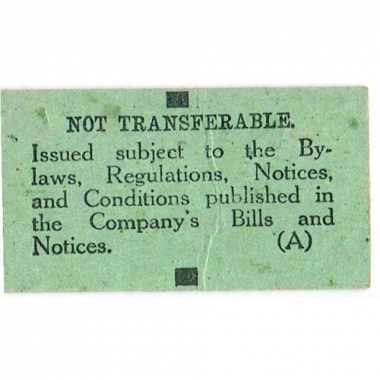 NOT TRANSFERABLE.
Issued subject to the By-
laws, Regulations, Notices,
and Conditions published in
the Company's Bills and
Notices. (A)